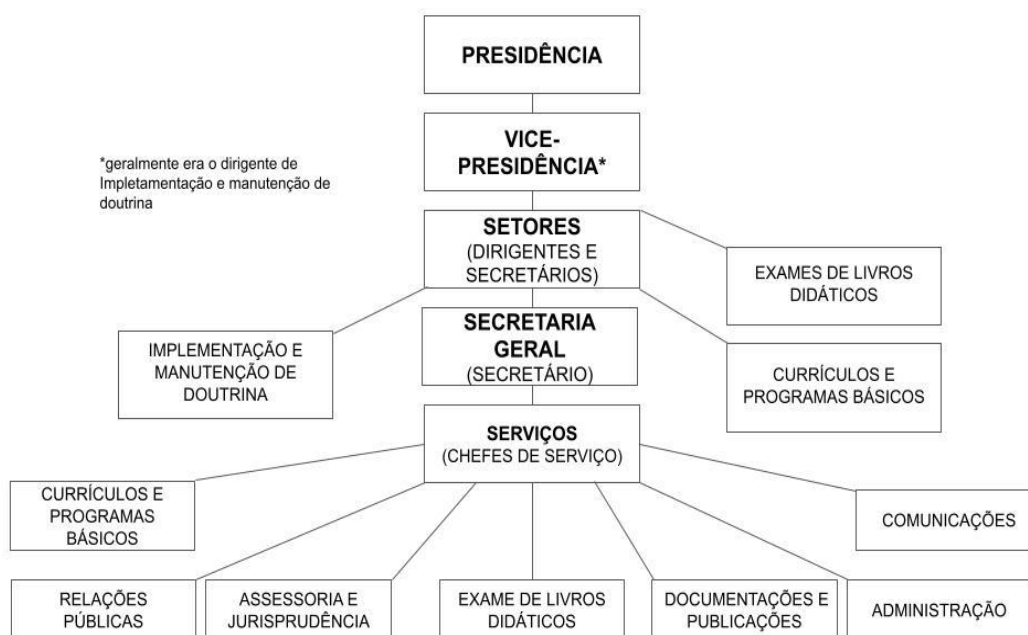 PRESIDÊNCIA
VICE-
PRESIDÊNCIA*
*geralmente era o dirigente de
Impletamentação e manutenção de
doutrina
SETORES
(DIRIGENTES E
SECRETÁRIOS)
EXAMES DE LIVROS
DIDÁTICOS
IMPLEMENTAÇÃO E
MANUTENÇÃO DE
DOUTRINA
SECRETARIA
GERAL
(SECRETÁRIO)
CURRÍCULOS E
PROGRAMAS BÁSICOS
SERVIÇOS
(CHEFES DE SERVIÇO)
CURRÍCULOS E
PROGRAMAS
BÁSICOS
COMUNICAÇÕES
RELAÇÕES
PÚBLICAS
ASSESSORIA E
JURISPRUDÊNCIA
EXAME DE LIVROS
DIDÁTICOS
DOCUMENTAÇÕES E
PUBLICAÇÕES
ADMINISTRAÇÃO